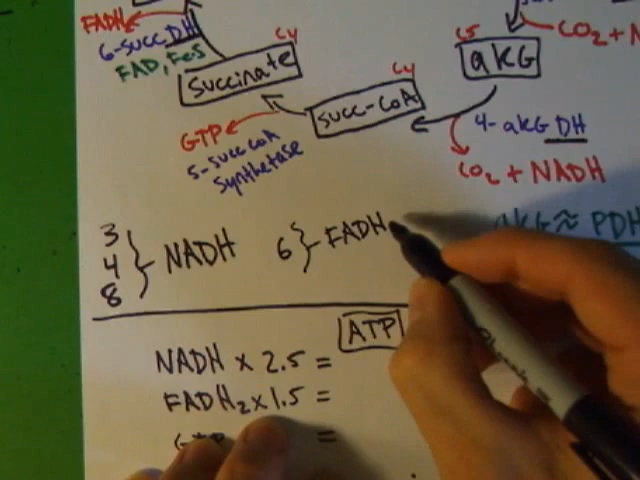 FADH₂
6-succ DH
FAD, FeS
C4
succinate
C4
succ-CoA
C5
αKG
CO₂ + N
GTP
5-succ CoA
synthetase
4-αKG DH
CO₂ + NADH
αKG ≈ PDH
3
4
8
} NADH
6 } FADH
ATP
NADH x 2.5 =
FADH₂ x 1.5 =
GTP =